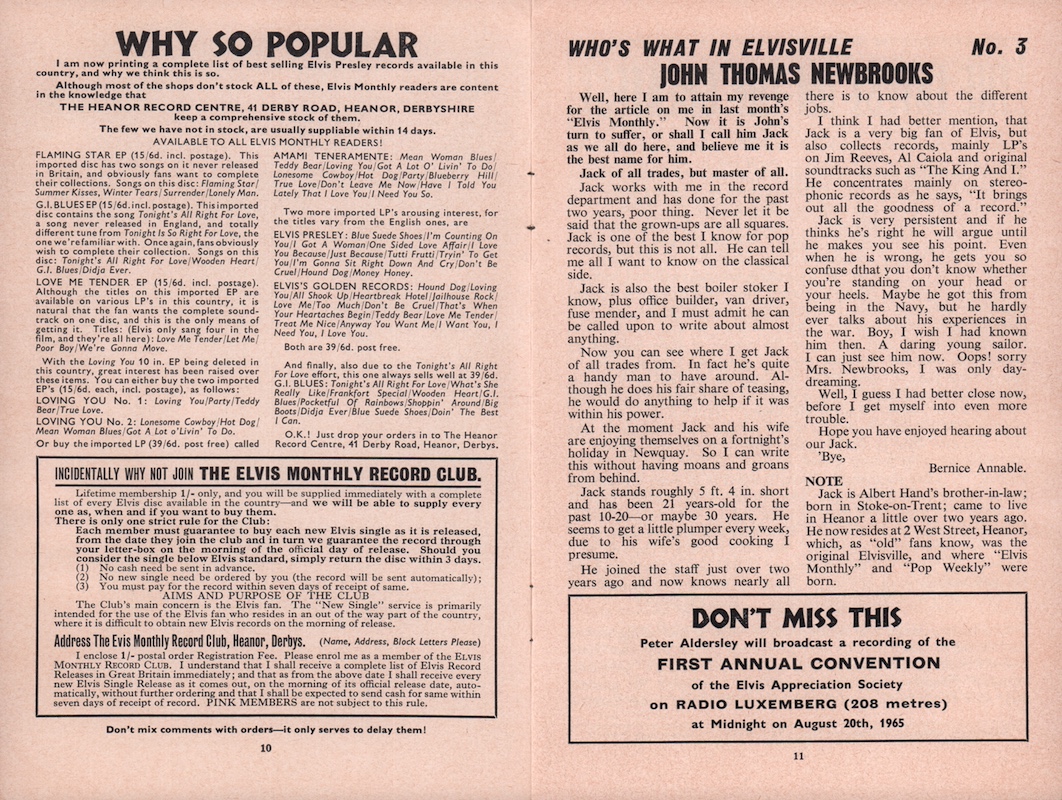 WHY SO POPULAR
I am now printing a complete list of best selling Elvis Presley records available in this
country, and why we think this is so.
Although most of the shops don't stock ALL of these, Elvis Monthly readers are content
in the knowledge that
THE HEANOR RECORD CENTRE, 41 DERBY ROAD, HEANOR, DERBYSHIRE
keep a comprehensive stock of them.
The few we have not in stock, are usually suppliable within 14 days.
AVAILABLE TO ALL ELVIS MONTHLY READERS!
FLAMING STAR EP (15/6d. incl. postage). This
imported disc has two songs on it never released
in Britain, and obviously fans want to complete
their collections. Songs on this disc: Flaming Star/
Summer Kisses, Winter Tears/Surrender/Lonely Man.
G.I. BLUES EP (15/6d. incl. postage). This imported
disc contains the song Tonight's All Right For Love,
a song never released in England, and totally
different tune from Tonight Is So Right For Love, the
one we're familiar with. Once again, fans obviously
wish to complete their collection. Songs on this
disc: Tonight's All Right For Love/Wooden Heart/
G.I. Blues/Didja Ever.
LOVE ME TENDER EP (15/6d. incl. postage).
Although the titles on this imported EP are
available on various LP's in this country, it is
natural that the fan wants the complete sound-
track on one disc, and this is the only means of
getting it. Titles: (Elvis only sang four in the
film, and they're all here): Love Me Tender/Let Me/
Poor Boy/We're Gonna Move.
With the Loving You 10 in. EP being deleted in
this country, great interest has been raised over
these items. You can either buy the two imported
EP's (15/6d. each, incl. postage), as follows:
LOVING YOU No. 1: Loving You/Party/Teddy
Bear/True Love.
LOVING YOU No. 2: Lonesome Cowboy/Hot Dog/
Mean Woman Blues/Got A Lot o'Livin' To Do.
Or buy the imported LP (39/6d. post free) called
AMAMI TENERAMENTE: Mean Woman Blues/
Teddy Bear/Loving You/Got A Lot O' Livin' To Do/
Lonesome Cowboy/Hot Dog/Party/Blueberry Hill/
True Love/Don't Leave Me Now/Have I Told You
Lately That I Love You/I Need You So.
Two more imported LP's arousing interest, for
the titles vary from the English ones, are
ELVIS PRESLEY: Blue Suede Shoes/I'm Counting On
You/I Got A Woman/One Sided Love Affair/I Love
You Because/Just Because/Tutti Frutti/Tryin' To Get
You/I'm Gonna Sit Right Down And Cry/Don't Be
Cruel/Hound Dog/Money Honey.
ELVIS'S GOLDEN RECORDS: Hound Dog/Loving
You/All Shook Up/Heartbreak Hotel/Jailhouse Rock/
Love Me/Too Much/Don't Be Cruel/That's When
Your Heartaches Begin/Teddy Bear/Love Me Tender/
Treat Me Nice/Anyway You Want Me/I Want You, I
Need You, I Love You.
Both are 39/6d. post free.
And finally, also due to the Tonight's All Right
For Love effort, this one always sells well at 39/6d.
G.I. BLUES: Tonight's All Right For Love/What's She
Really Like/Frankfort Special/Wooden Heart/G.I.
Blues/Pocketful Of Rainbows/Shoppin' Around/Big
Boots/Didja Ever/Blue Suede Shoes/Doin' The Best
I Can.
O.K.! Just drop your orders in to The Heanor
Record Centre, 41 Derby Road, Heanor, Derbys.
INCIDENTALLY WHY NOT JOIN THE ELVIS MONTHLY RECORD CLUB.
Lifetime membership 1/- only, and you will be supplied immediately with a complete
list of every Elvis disc available in the country—and we will be able to supply every
one as, when and if you want to buy them.
There is only one strict rule for the Club:
Each member must guarantee to buy each new Elvis single as it is released,
from the date they join the club and in turn we guarantee the record through
your letter-box on the morning of the official day of release. Should you
consider the single below Elvis standard, simply return the disc within 3 days.
(1) No cash need be sent in advance.
(2) No new single need be ordered by you (the record will be sent automatically);
(3) You must pay for the record within seven days of receipt of same.
AIMS AND PURPOSE OF THE CLUB
The Club's main concern is the Elvis fan. The "New Single" service is primarily
intended for the use of the Elvis fan who resides in an out of the way part of the country,
where it is difficult to obtain new Elvis records on the morning of release.
Address The Evis Monthly Record Club, Heanor, Derbys. (Name, Address, Block Letters Please)
I enclose 1/- postal order Registration Fee. Please enrol me as a member of the ELVIS
MONTHLY RECORD CLUB. I understand that I shall receive a complete list of Elvis Record
Releases in Great Britain immediately; and that as from the above date I shall receive every
new Elvis Single Release as it comes out, on the morning of its official release date, auto-
matically, without further ordering and that I shall be expected to send cash for same within
seven days of receipt of record. PINK MEMBERS are not subject to this rule.
Don't mix comments with orders—it only serves to delay them!
10
WHO'S WHAT IN ELVISVILLE No. 3
JOHN THOMAS NEWBROOKS
Well, here I am to attain my revenge
for the article on me in last month's
"Elvis Monthly." Now it is John's
turn to suffer, or shall I call him Jack
as we all do here, and believe me it is
the best name for him.
Jack of all trades, but master of all.
Jack works with me in the record
department and has done for the past
two years, poor thing. Never let it be
said that the grown-ups are all squares.
Jack is one of the best I know for pop
records, but this is not all. He can tell
me all I want to know on the classical
side.
Jack is also the best boiler stoker I
know, plus office builder, van driver,
fuse mender, and I must admit he can
be called upon to write about almost
anything.
Now you can see where I get Jack
of all trades from. In fact he's quite
a handy man to have around. Al-
though he does his fair share of teasing,
he would do anything to help if it was
within his power.
At the moment Jack and his wife
are enjoying themselves on a fortnight's
holiday in Newquay. So I can write
this without having moans and groans
from behind.
Jack stands roughly 5 ft. 4 in. short
and has been 21 years-old for the
past 10-20—or maybe 30 years. He
seems to get a little plumper every week,
due to his wife's good cooking I
presume.
He joined the staff just over two
years ago and now knows nearly all
there is to know about the different
jobs.
I think I had better mention, that
Jack is a very big fan of Elvis, but
also collects records, mainly LP's
on Jim Reeves, Al Caiola and original
soundtracks such as "The King And I."
He concentrates mainly on stereo-
phonic records as he says, "It brings
out all the goodess of a record."
Jack is very persistent and if he
thinks he's right he will argue until
he makes you see his point. Even
when he is wrong, he gets you so
confuse dthat you don't know whether
you're standing on your head or
your heels. Maybe he got this from
being in the Navy, but he hardly
ever talks about his experiences in
the war. Boy, I wish I had known
him then. A daring young sailor.
I can just see him now. Oops! sorry
Mrs. Newbrooks, I was only day-
dreaming.
Well, I guess I had better close now,
before I get myself into even more
trouble.
Hope you have enjoyed hearing about
our Jack.
'Bye,
Bernice Annable.
NOTE
Jack is Albert Hand's brother-in-law;
born in Stoke-on-Trent; came to live
in Heanor a little over two years ago.
He now resides at 2 West Street, Heanor,
which, as "old" fans know, was the
original Elvisville, and where "Elvis
Monthly" and "Pop Weekly" were
born.
DON'T MISS THIS
Peter Aldersley will broadcast a recording of the
FIRST ANNUAL CONVENTION
of the Elvis Appreciation Society
on RADIO LUXEMBERG (208 metres)
at Midnight on August 20th, 1965
11